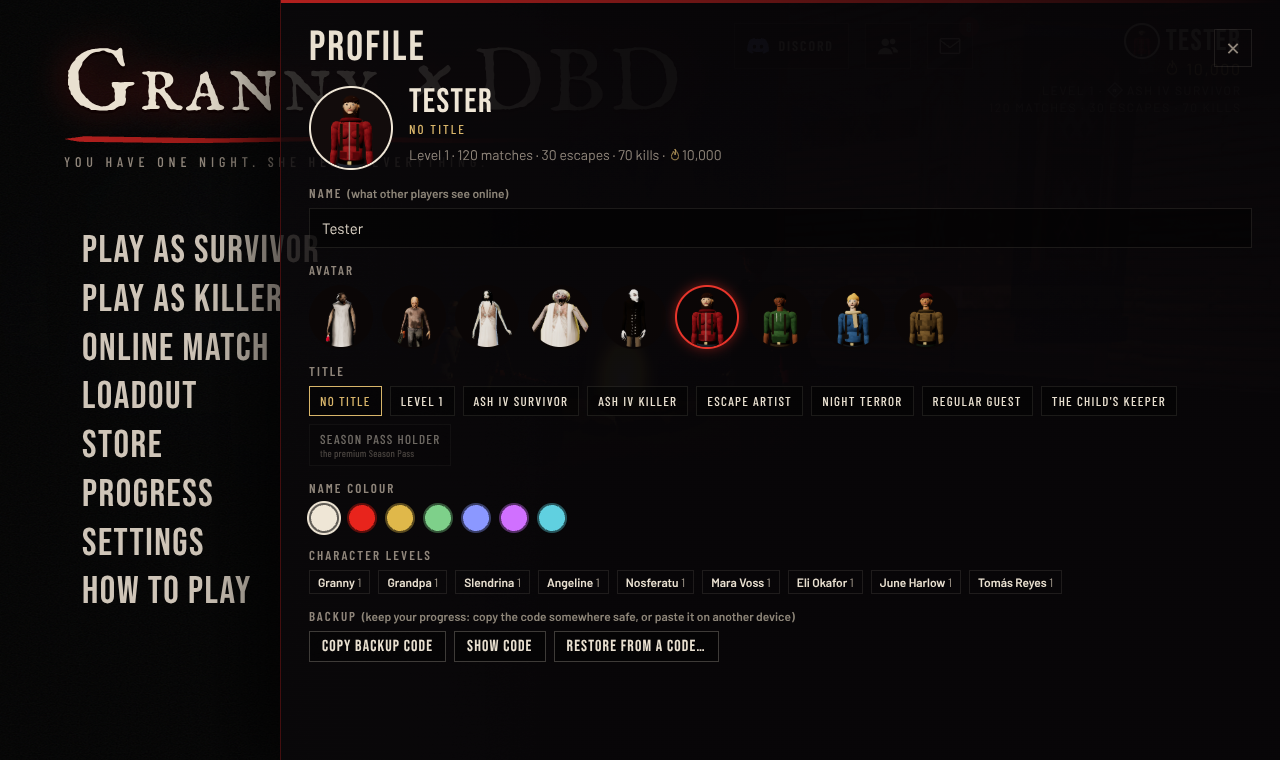 PROFILE
Granny × DBD
DISCORD
TESTER
10,000
YOU HAVE ONE NIGHT. SHE HEARS EVERYTHING
TESTER
NO TITLE
Level 1 · 120 matches · 30 escapes · 70 kills · 10,000
NAME (what other players see online)
Tester
PLAY AS SURVIVOR
PLAY AS KILLER
ONLINE MATCH
LOADOUT
STORE
PROGRESS
SETTINGS
HOW TO PLAY
AVATAR
TITLE
NO TITLE
LEVEL 1
ASH IV SURVIVOR
ASH IV KILLER
ESCAPE ARTIST
NIGHT TERROR
REGULAR GUEST
THE CHILD'S KEEPER
SEASON PASS HOLDER
the premium Season Pass
NAME COLOUR
CHARACTER LEVELS
Granny 1
Grandpa 1
Slendrina 1
Angeline 1
Nosferatu 1
Mara Voss 1
Eli Okafor 1
June Harlow 1
Tomás Reyes 1
BACKUP (keep your progress: copy the code somewhere safe, or paste it on another device)
COPY BACKUP CODE
SHOW CODE
RESTORE FROM A CODE…